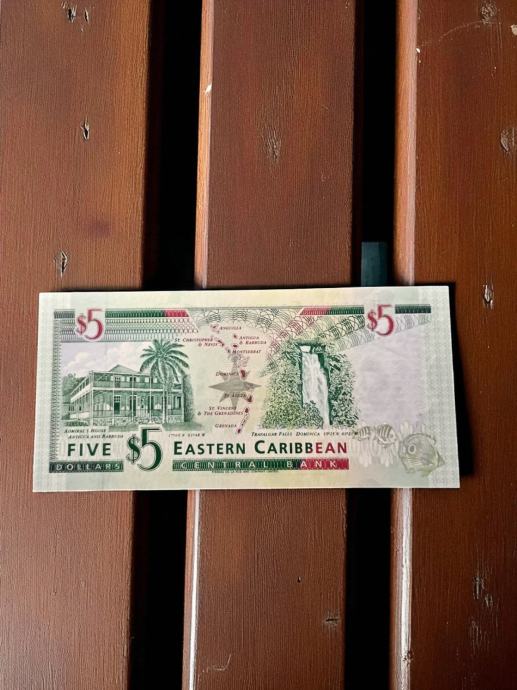 $5
$5
ANGUILLA
ST. CHRISTOPHER
& NEVIS
ANTIGUA
& BARBUDA
MONTSERRAT
DOMINICA
ST. LUCIA
ST. VINCENT
& THE GRENADINES
GRENADA
ADMIRAL'S HOUSE
ANTIGUA AND BARBUDA
TRAFALGAR FALLS DOMINICA
FIVE $5 EASTERN CARIBBEAN
DOLLARS CENTRAL BANK